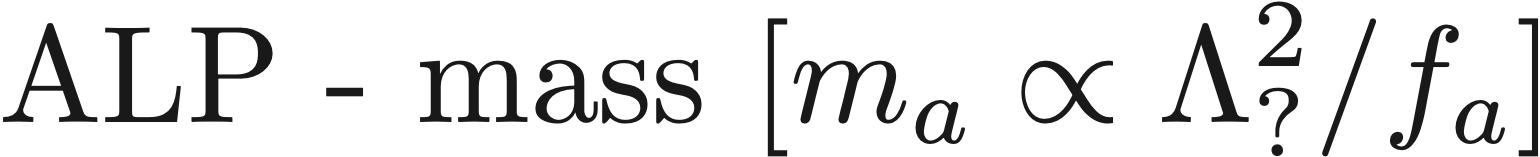 ALP - mass [m_a ∝ Λ_?^2/f_a]